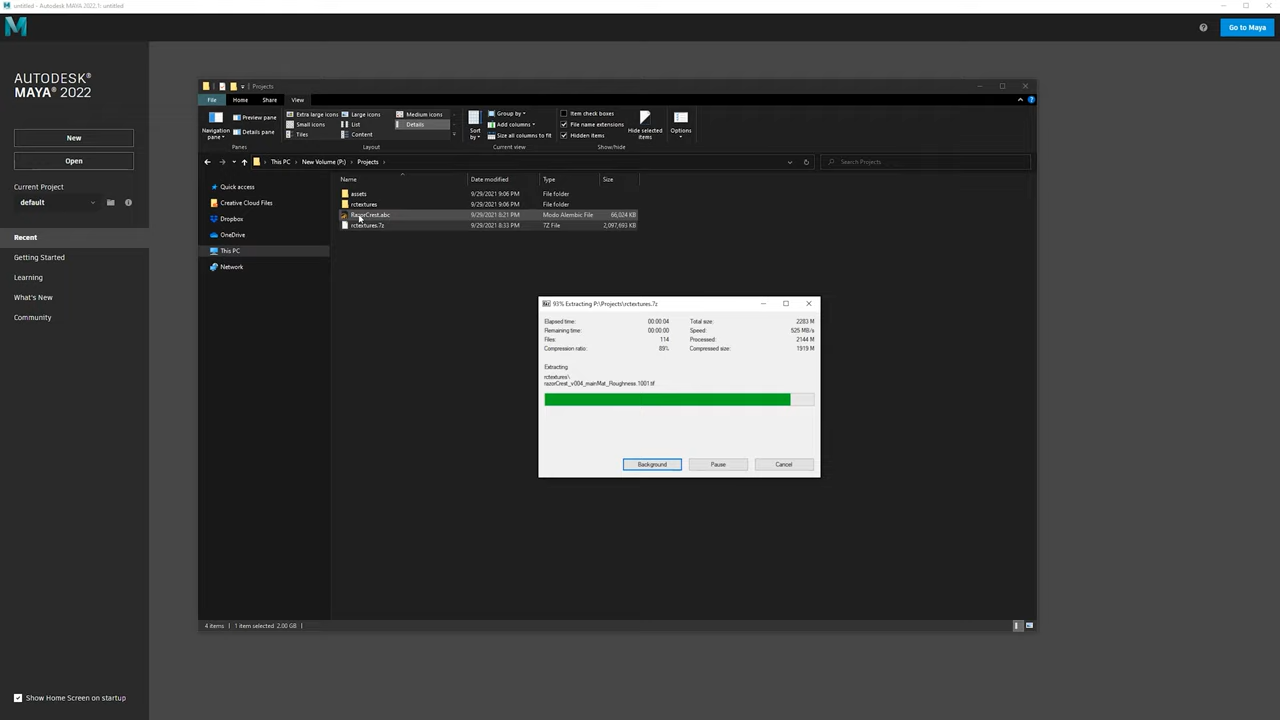 untitled - Autodesk MAYA 2022.1: untitled
Go to Maya
AUTODESK®
MAYA® 2022
New
Open
Current Project
default
Recent
Getting Started
Learning
What's New
Community
Show Home Screen on startup
Projects
File Home Share View
Navigation pane
Preview pane
Details pane
Panes
Extra large icons Large icons Medium icons
Small icons List Details
Tiles Content
Layout
Sort by
Group by
Add columns
Size all columns to fit
Current view
Item check boxes
File name extensions
Hidden items
Hide selected items
Show/hide
Options
This PC > New Volume (P:) > Projects >
Search Projects
Quick access
Creative Cloud Files
Dropbox
OneDrive
This PC
Network
Name Date modified Type Size
assets 9/29/2021 9:06 PM File folder
rctextures 9/29/2021 9:06 PM File folder
RazorCrest.abc 9/29/2021 8:21 PM Modo Alembic File 66,024 KB
rctextures.7z 9/29/2021 8:33 PM 7Z File 2,097,693 KB
93% Extracting P:\Projects\rctextures.7z
Elapsed time: 00:00:04 Total size: 2283 M
Remaining time: 00:00:00 Speed: 525 MB/s
Files: 114 Processed: 2144 M
Compression ratio: 89% Compressed size: 1919 M
Extracting
rctextures\
razorCrest_v004_mainMat_Roughness.1001.tif
Background Pause Cancel
4 items 1 item selected 2.00 GB